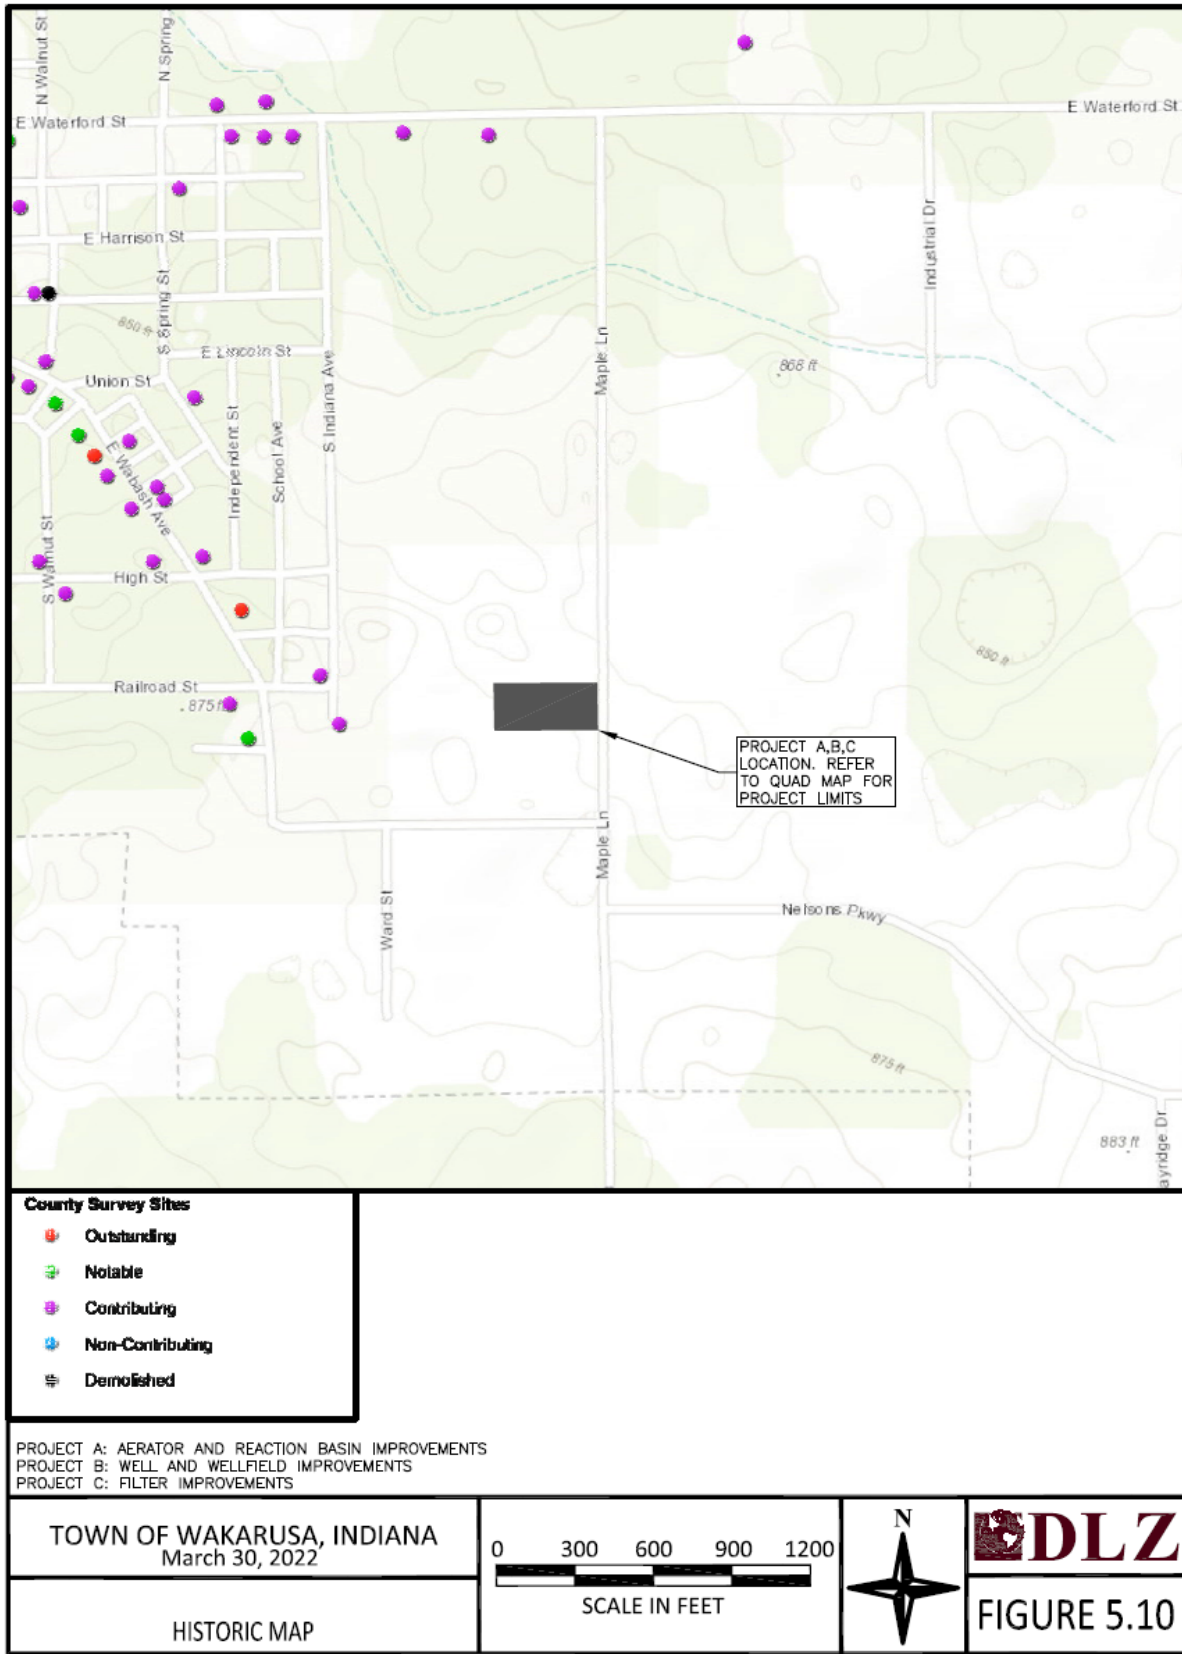 N Walnut St
N Spring
E Waterford St
E Waterford St
E Harrison St
Industrial Dr
S Spring St
850 ft
E Lincoln St
Union St
Maple Ln
868 ft
S Indiana Ave
Independent St
School Ave
E Wabash Ave
S Walnut St
High St
850 ft
Railroad St
875 ft
PROJECT A,B,C
LOCATION. REFER
TO QUAD MAP FOR
PROJECT LIMITS
Maple Ln
Ward St
Nelsons Pkwy
875 ft
883 ft
ayridge Dr
County Survey Sites
Outstanding
Notable
Contributing
Non-Contributing
Demolished
PROJECT A: AERATOR AND REACTION BASIN IMPROVEMENTS
PROJECT B: WELL AND WELLFIELD IMPROVEMENTS
PROJECT C: FILTER IMPROVEMENTS
TOWN OF WAKARUSA, INDIANA
March 30, 2022
HISTORIC MAP
0 300 600 900 1200
SCALE IN FEET
N
DLZ
FIGURE 5.10